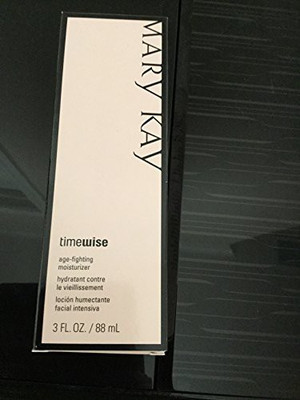 MARY KAY
timewise
age-fighting
moisturizer
hydratant contre
le vieillissement
loción humectante
facial intensiva
3 FL. OZ. / 88 mL